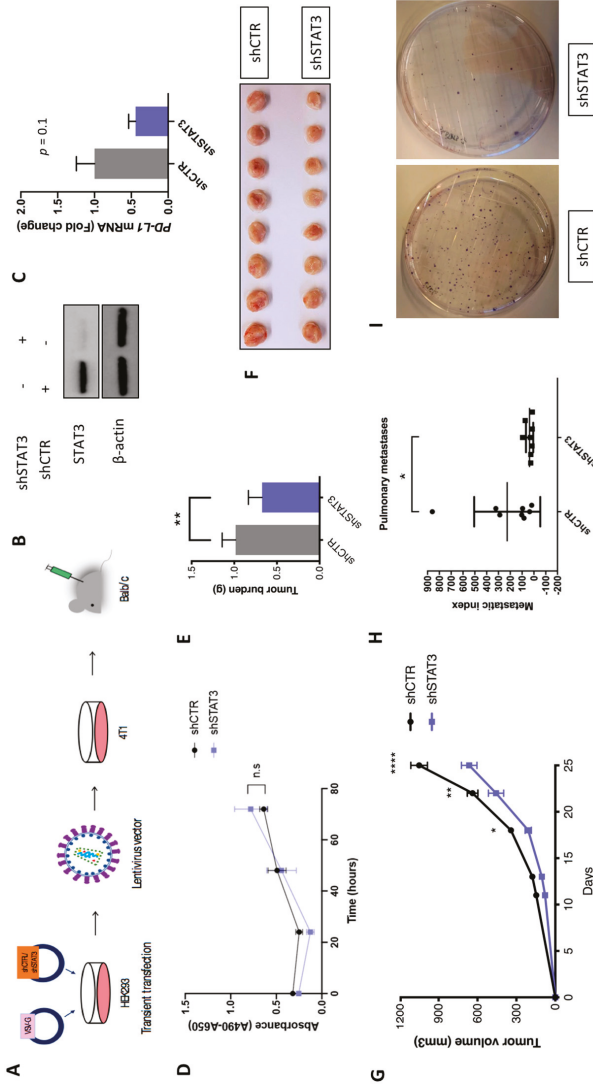 A
VSV-G
shCTR/
shSTAT3
HEK293
Transient transfection
Lentivirus vector
4T1
Balb/c
B
shSTAT3 - +
shCTR + -
STAT3
β-actin
C
PD-L1 mRNA (Fold change)
2.0
1.5
1.0
0.5
0.0
p = 0.1
shCTR
shSTAT3
D
Absorbance (A490-A650)
1.5
1.0
0.5
0.0
0 20 40 60 80
Time (hours)
shCTR
shSTAT3
n.s
E
Tumor burden (g)
1.5
1.0
0.5
0.0
**
shCTR
shSTAT3
F
shCTR
shSTAT3
G
Tumor volume (mm3)
1200
900
600
300
0
0 5 10 15 20 25
Days
*
**
****
shCTR
shSTAT3
H
Pulmonary metastases
Metastatic index
900
800
700
600
500
400
300
200
100
0
-100
-200
*
shCTR
shSTAT3
I
shCTR
shSTAT3